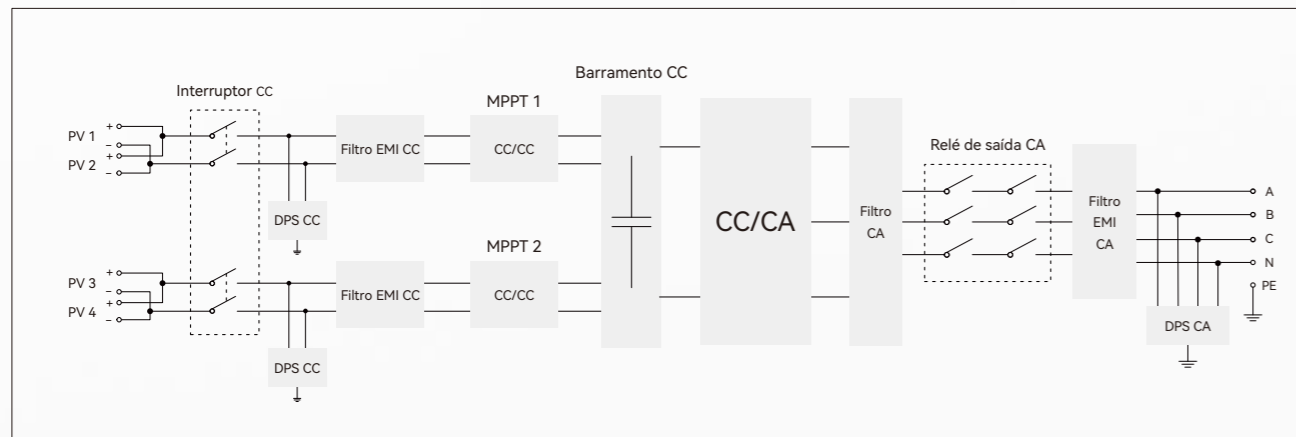 Barramento CC
Interruptor CC
MPPT 1
PV 1
+
−
PV 2
+
−
Filtro EMI CC
CC/CC
DPS CC
MPPT 2
PV 3
+
−
PV 4
+
−
Filtro EMI CC
CC/CC
DPS CC
CC/CA
Filtro
CA
Relé de saída CA
Filtro
EMI
CA
A
B
C
N
PE
DPS CA